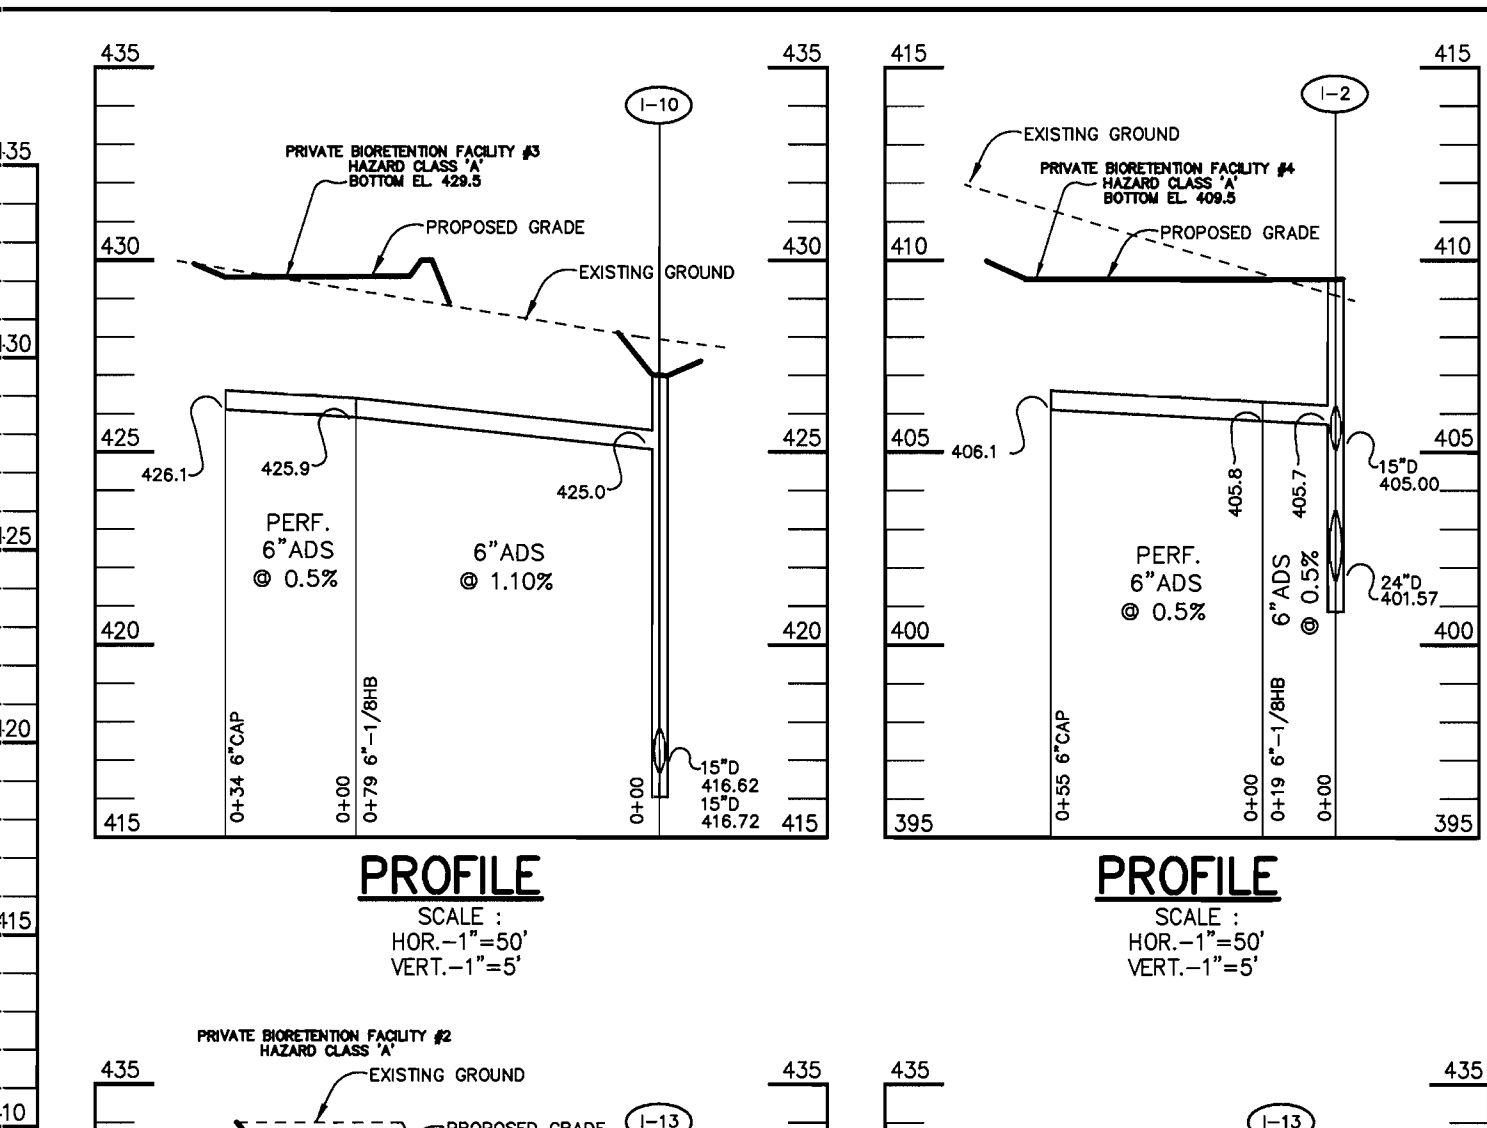 435
435
I-10
PRIVATE BIORETENTION FACILITY #3
HAZARD CLASS 'A'
BOTTOM EL. 429.5
PROPOSED GRADE
430
430
EXISTING GROUND
425
425
426.1
425.9
425.0
PERF.
6"ADS
@ 0.5%
6"ADS
@ 1.10%
420
420
0+34 6"CAP
0+00
0+79 6"-1/8HB
0+00
15"D
416.62
15"D
416.72
415
415
PROFILE
SCALE :
HOR.-1"=50'
VERT.-1"=5'
415
415
I-2
EXISTING GROUND
PRIVATE BIORETENTION FACILITY #4
HAZARD CLASS 'A'
BOTTOM EL. 409.5
PROPOSED GRADE
410
410
405
405
406.1
405.8
405.7
15"D
405.00
PERF.
6"ADS
@ 0.5%
6"ADS
@ 0.5%
24"D
401.57
400
400
0+55 6"CAP
0+00
0+19 6"-1/8HB
0+00
395
395
PROFILE
SCALE :
HOR.-1"=50'
VERT.-1"=5'
PRIVATE BIORETENTION FACILITY #2
HAZARD CLASS 'A'
435
435
EXISTING GROUND
PROPOSED GRADE
I-13
435
435
I-13